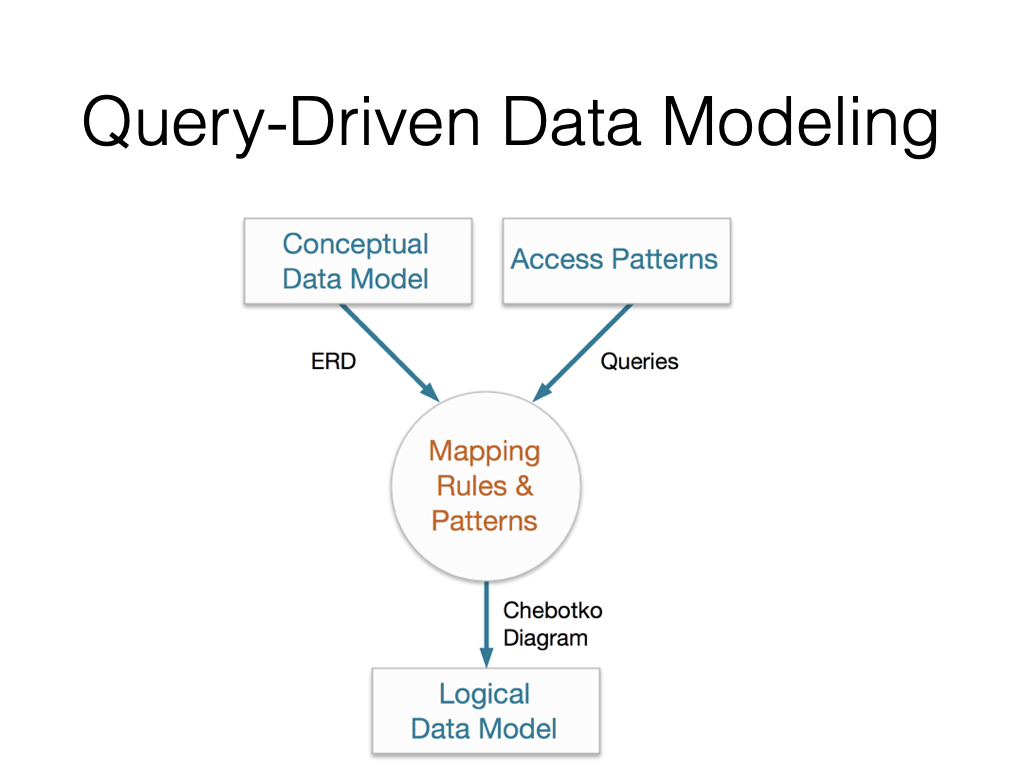 Query-Driven Data Modeling
Conceptual
Data Model
Access Patterns
ERD
Queries
Mapping
Rules &
Patterns
Chebotko
Diagram
Logical
Data Model